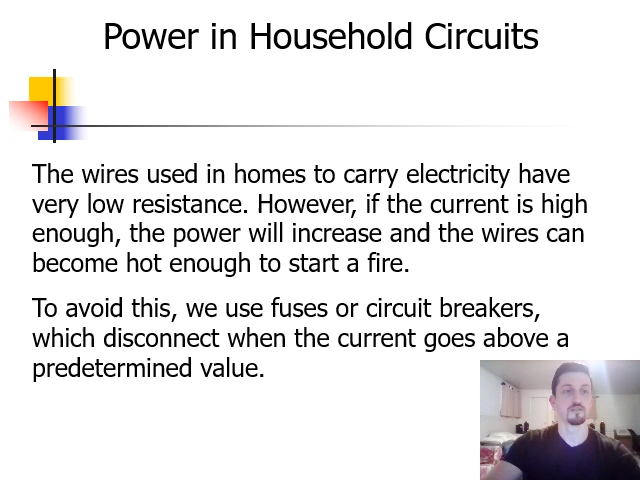 Power in Household Circuits
The wires used in homes to carry electricity have
very low resistance. However, if the current is high
enough, the power will increase and the wires can
become hot enough to start a fire.
To avoid this, we use fuses or circuit breakers,
which disconnect when the current goes above a
predetermined value.